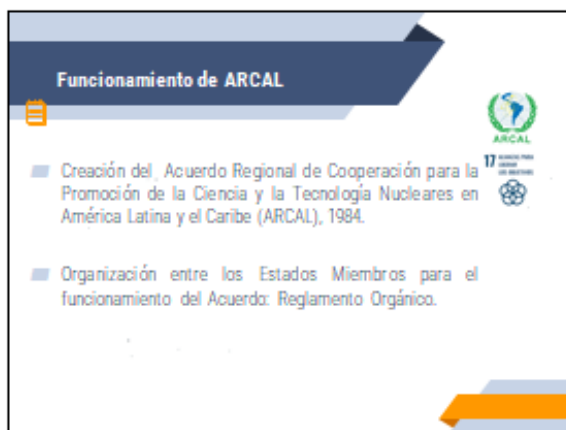 Funcionamiento de ARCAL
ARCAL
Creación del Acuerdo Regional de Cooperación para la
Promoción de la Ciencia y la Tecnología Nucleares en
América Latina y el Caribe (ARCAL), 1984.
17
Organización entre los Estados Miembros para el
funcionamiento del Acuerdo: Reglamento Orgánico.